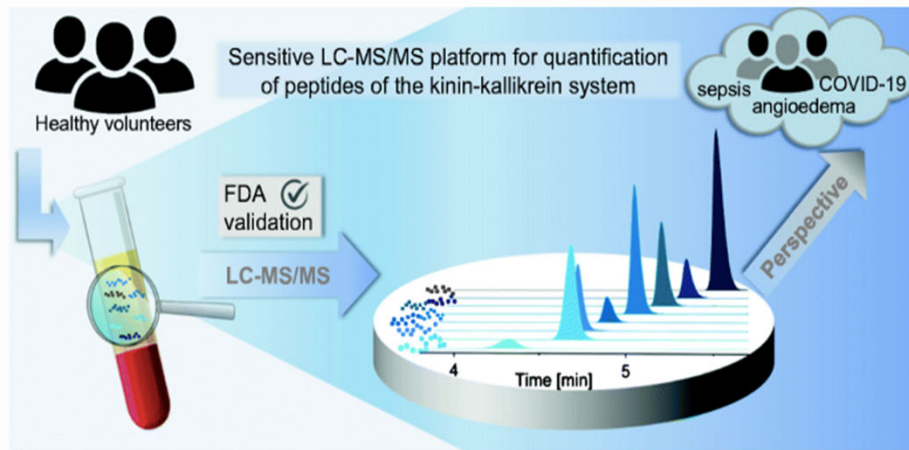 Sensitive LC-MS/MS platform for quantification
of peptides of the kinin-kallikrein system
Healthy volunteers
sepsis
COVID-19
angioedema
FDA
validation
LC-MS/MS
Perspective
4
5
Time [min]